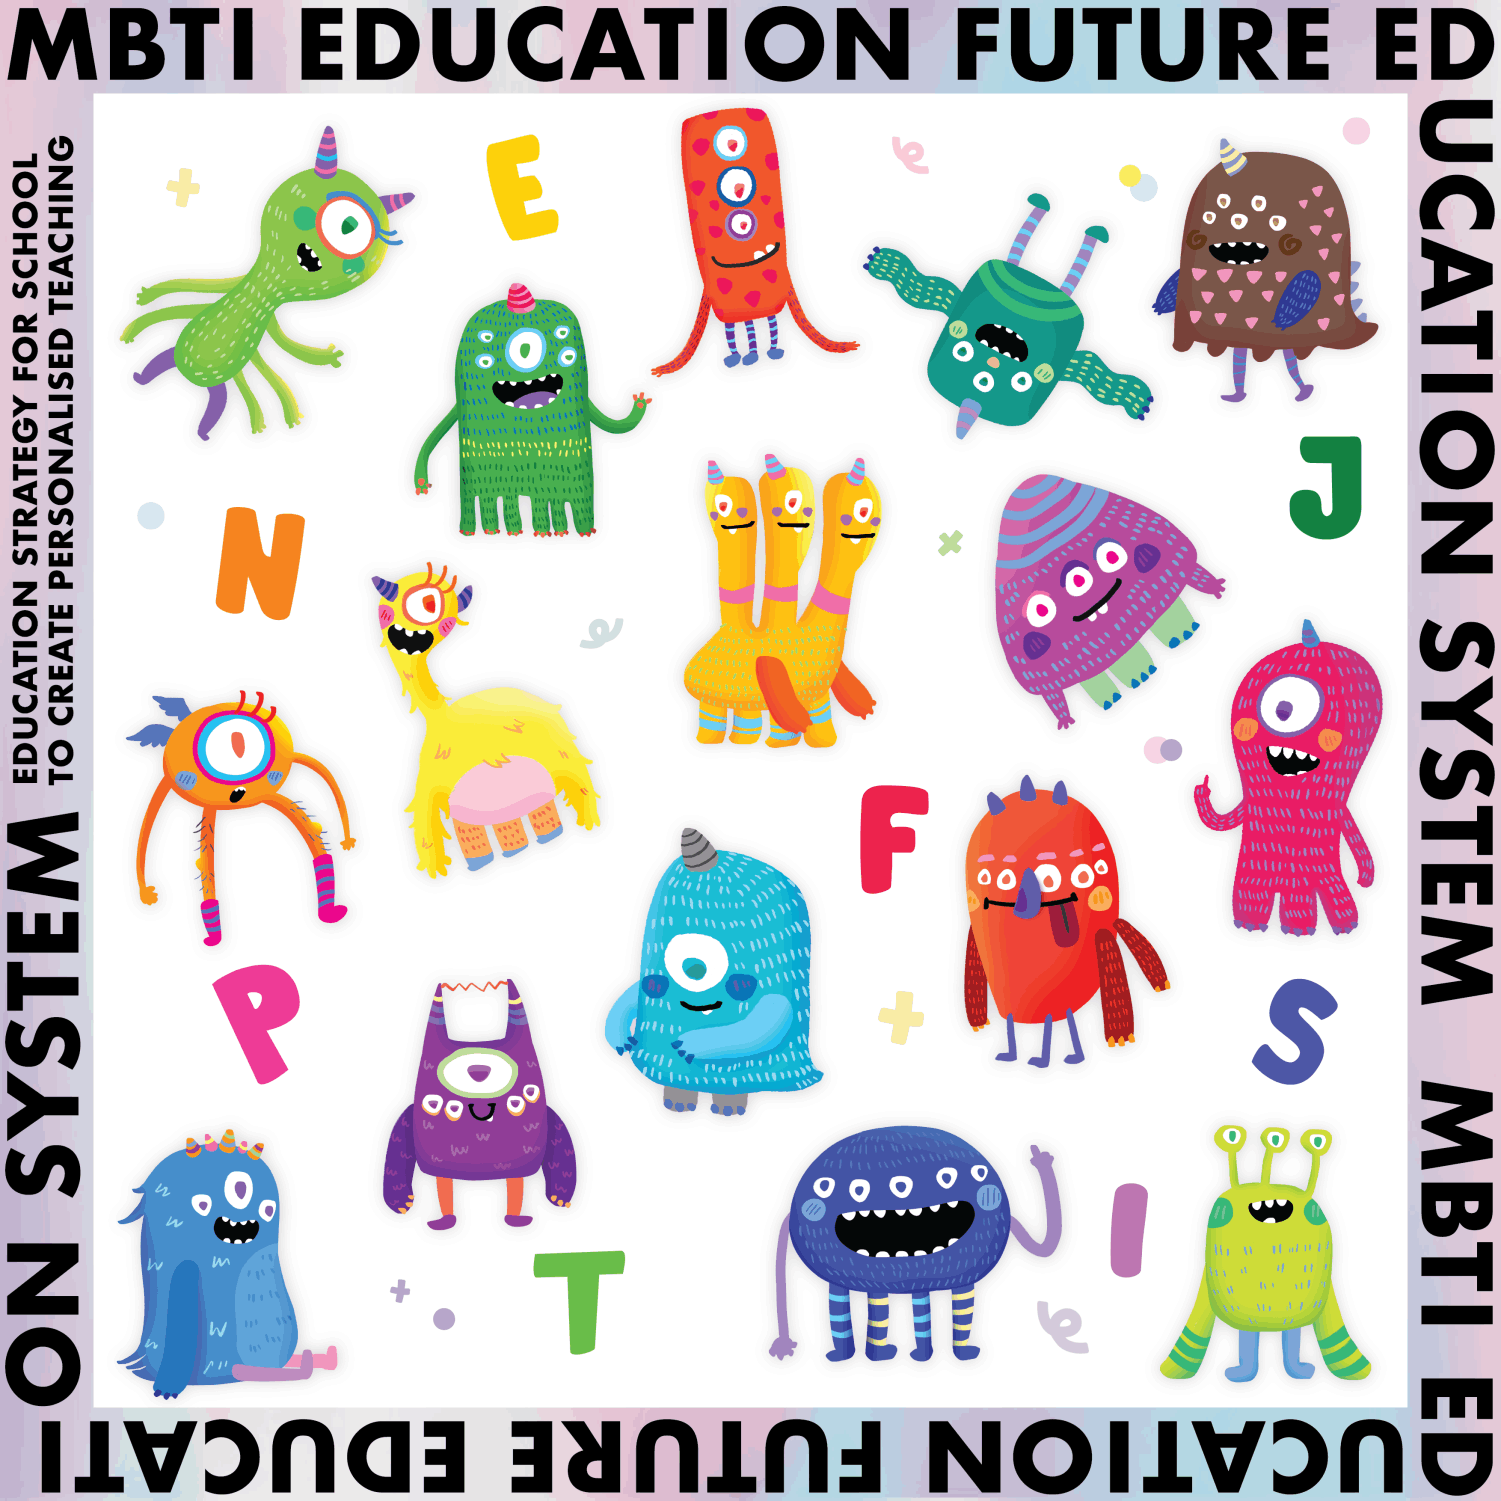 MBTI EDUCATION FUTURE ED
UCATION SYSTEM MBTI ED
UCATION FUTURE EDUCATI
ON SYSTEM
EDUCATION STRATEGY FOR SCHOOL
TO CREATE PERSONALISED TEACHING
E
J
N
F
P
S
T
I